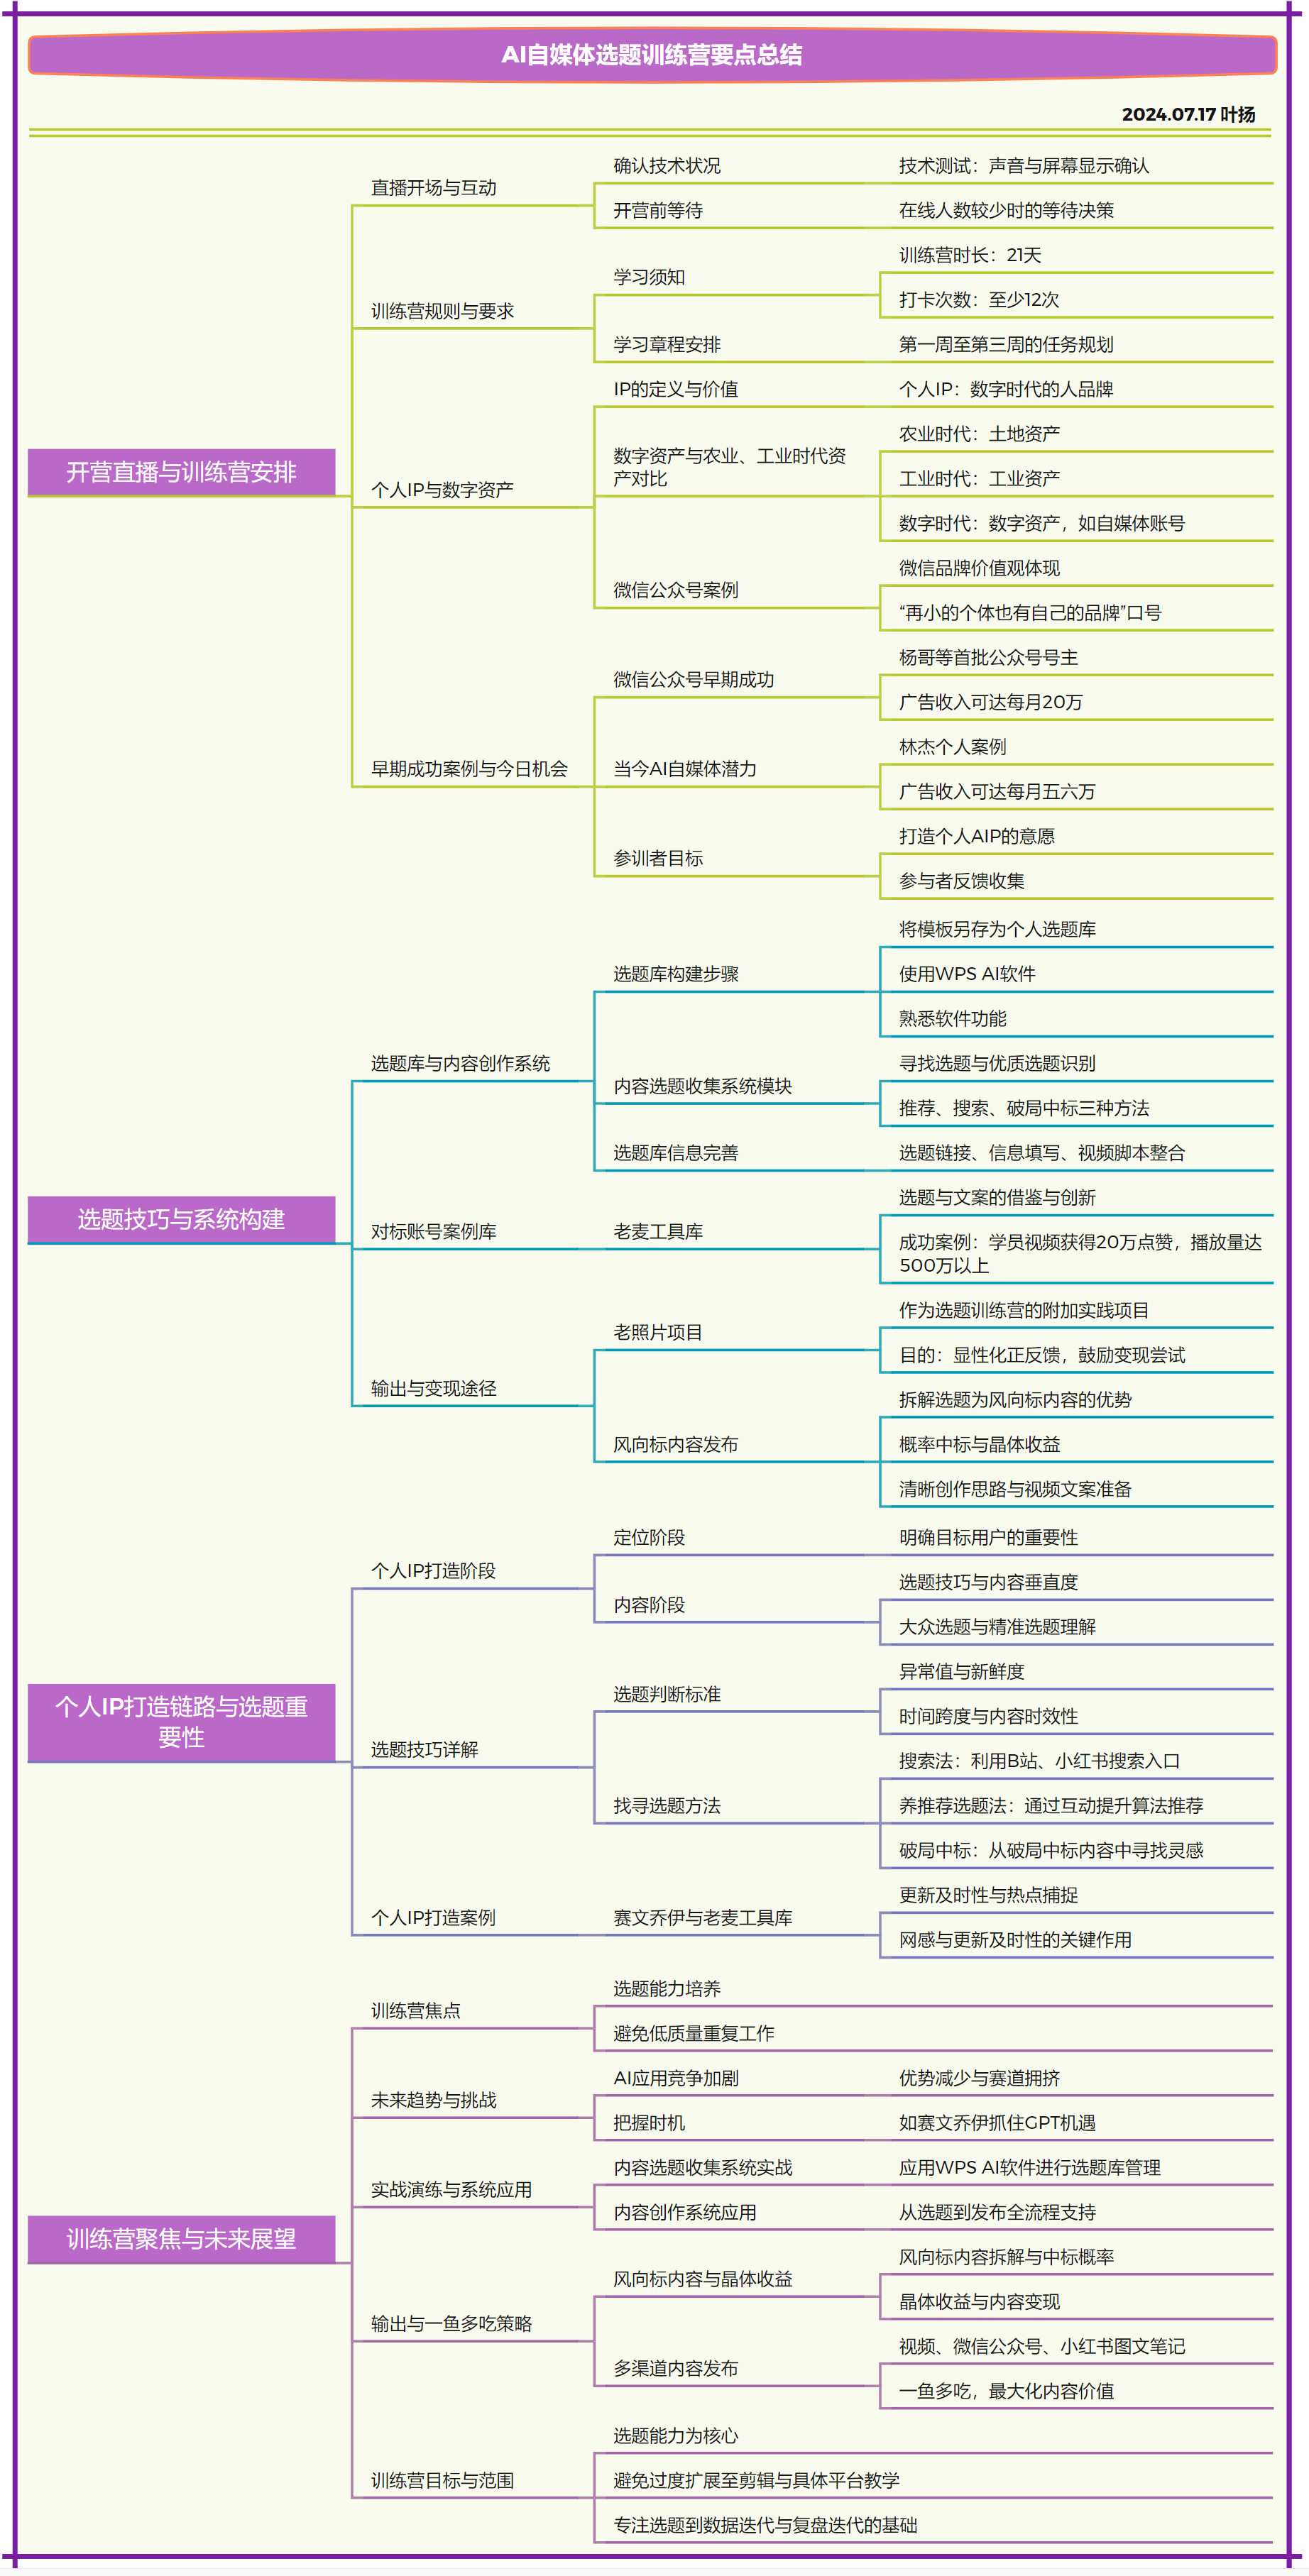 AI自媒体选题训练营要点总结
2024.07.17 叶扬
开营直播与训练营安排
直播开场与互动
确认技术状况
技术测试：声音与屏幕显示确认
开营前等待
在线人数较少时的等待决策
训练营规则与要求
学习须知
训练营时长：21天
打卡次数：至少12次
学习章程安排
第一周至第三周的任务规划
个人IP与数字资产
IP的定义与价值
个人IP：数字时代的人品牌
数字资产与农业、工业时代资
产对比
农业时代：土地资产
工业时代：工业资产
数字时代：数字资产，如自媒体账号
微信公众号案例
微信品牌价值观体现
“再小的个体也有自己的品牌”口号
早期成功案例与今日机会
微信公众号早期成功
杨哥等首批公众号号主
广告收入可达每月20万
当今AI自媒体潜力
林杰个人案例
广告收入可达每月五六万
参训者目标
打造个人AIP的意愿
参与者反馈收集
选题技巧与系统构建
选题库与内容创作系统
选题库构建步骤
将模板另存为个人选题库
使用WPS AI软件
熟悉软件功能
内容选题收集系统模块
寻找选题与优质选题识别
推荐、搜索、破局中标三种方法
选题库信息完善
选题链接、信息填写、视频脚本整合
对标账号案例库
老麦工具库
选题与文案的借鉴与创新
成功案例：学员视频获得20万点赞，播放量达
500万以上
输出与变现途径
老照片项目
作为选题训练营的附加实践项目
目的：显性化正反馈，鼓励变现尝试
风向标内容发布
拆解选题为风向标内容的优势
概率中标与晶体收益
清晰创作思路与视频文案准备
个人IP打造链路与选题重
要性
个人IP打造阶段
定位阶段
明确目标用户的重要性
内容阶段
选题技巧与内容垂直度
大众选题与精准选题理解
选题技巧详解
选题判断标准
异常值与新鲜度
时间跨度与内容时效性
找寻选题方法
搜索法：利用B站、小红书搜索入口
养推荐选题法：通过互动提升算法推荐
破局中标：从破局中标内容中寻找灵感
个人IP打造案例
赛文乔伊与老麦工具库
更新及时性与热点捕捉
网感与更新及时性的关键作用
训练营聚焦与未来展望
训练营焦点
选题能力培养
避免低质量重复工作
未来趋势与挑战
AI应用竞争加剧
优势减少与赛道拥挤
把握时机
如赛文乔伊抓住GPT机遇
实战演练与系统应用
内容选题收集系统实战
应用WPS AI软件进行选题库管理
内容创作系统应用
从选题到发布全流程支持
输出与一鱼多吃策略
风向标内容与晶体收益
风向标内容拆解与中标概率
晶体收益与内容变现
多渠道内容发布
视频、微信公众号、小红书图文笔记
一鱼多吃，最大化内容价值
训练营目标与范围
选题能力为核心
避免过度扩展至剪辑与具体平台教学
专注选题到数据迭代与复盘迭代的基础